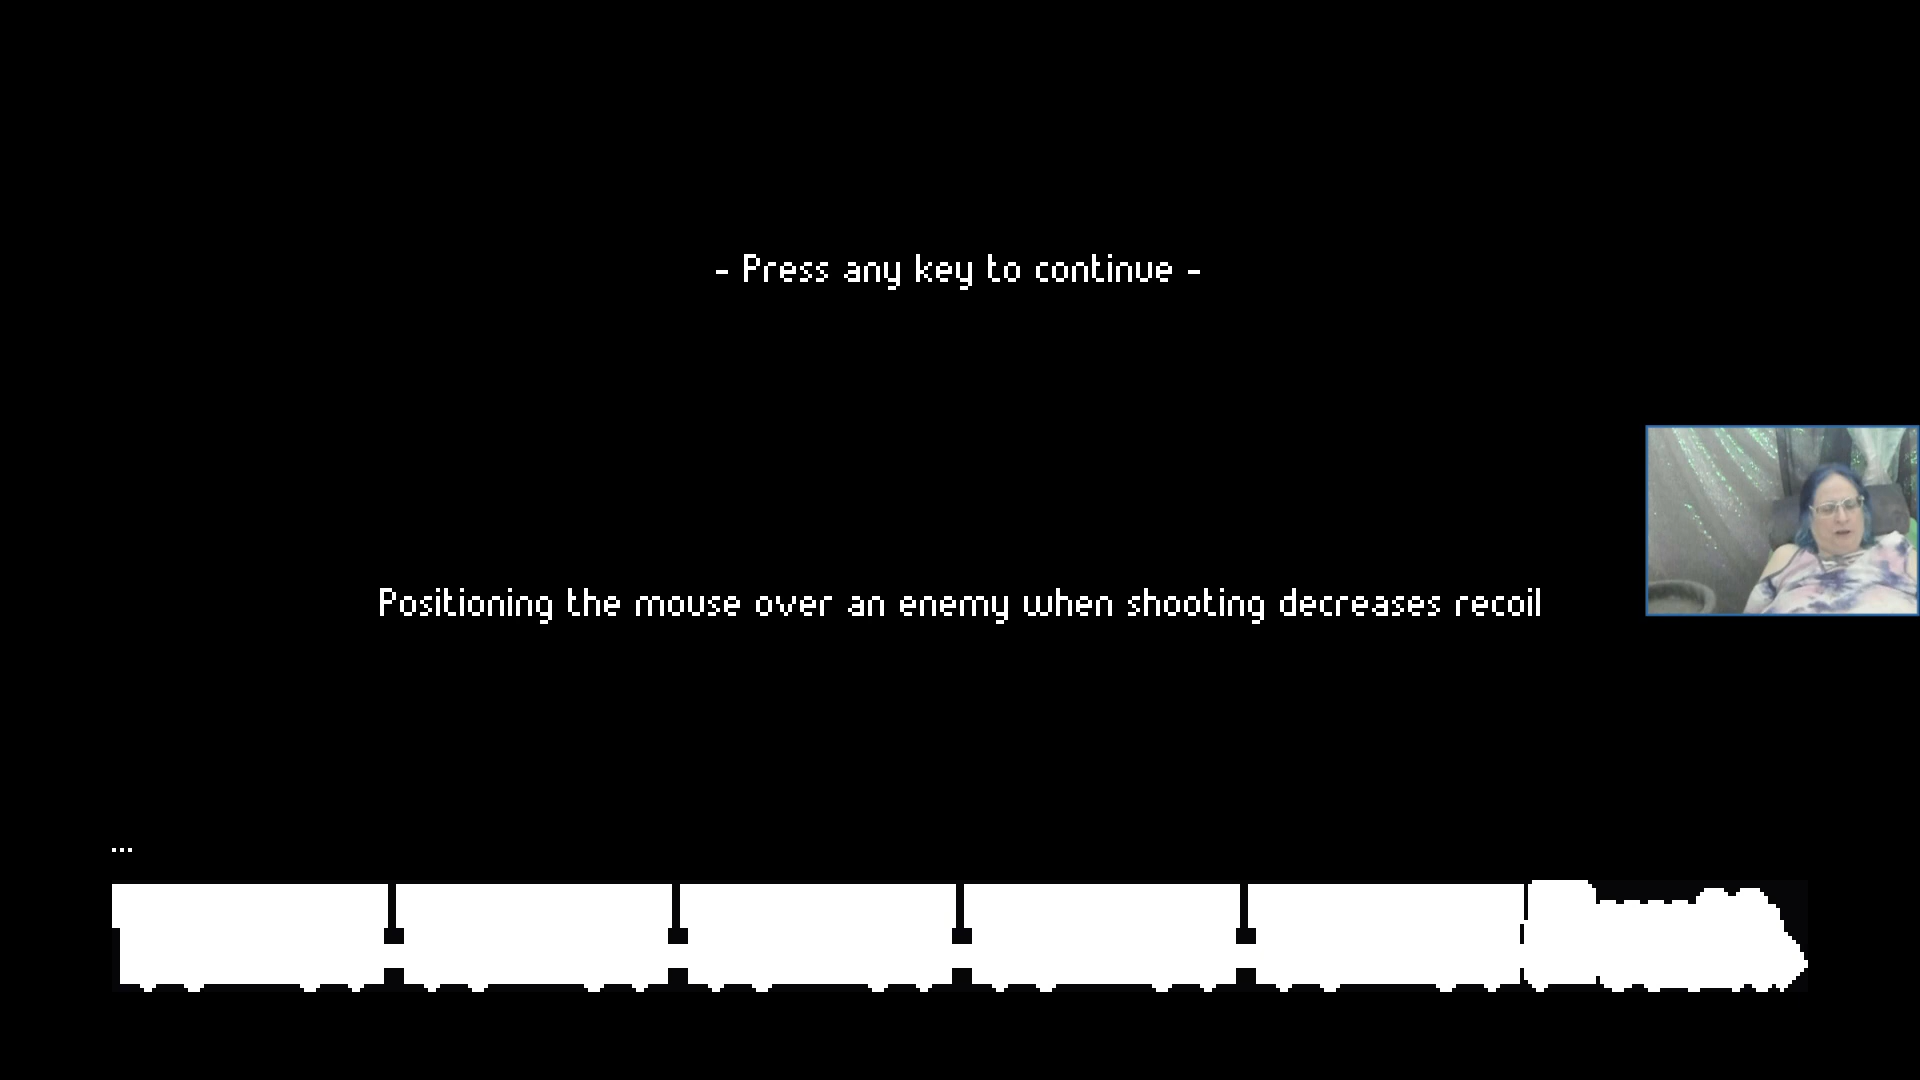 - Press any key to continue -
Positioning the mouse over an enemy when shooting decreases recoil
...